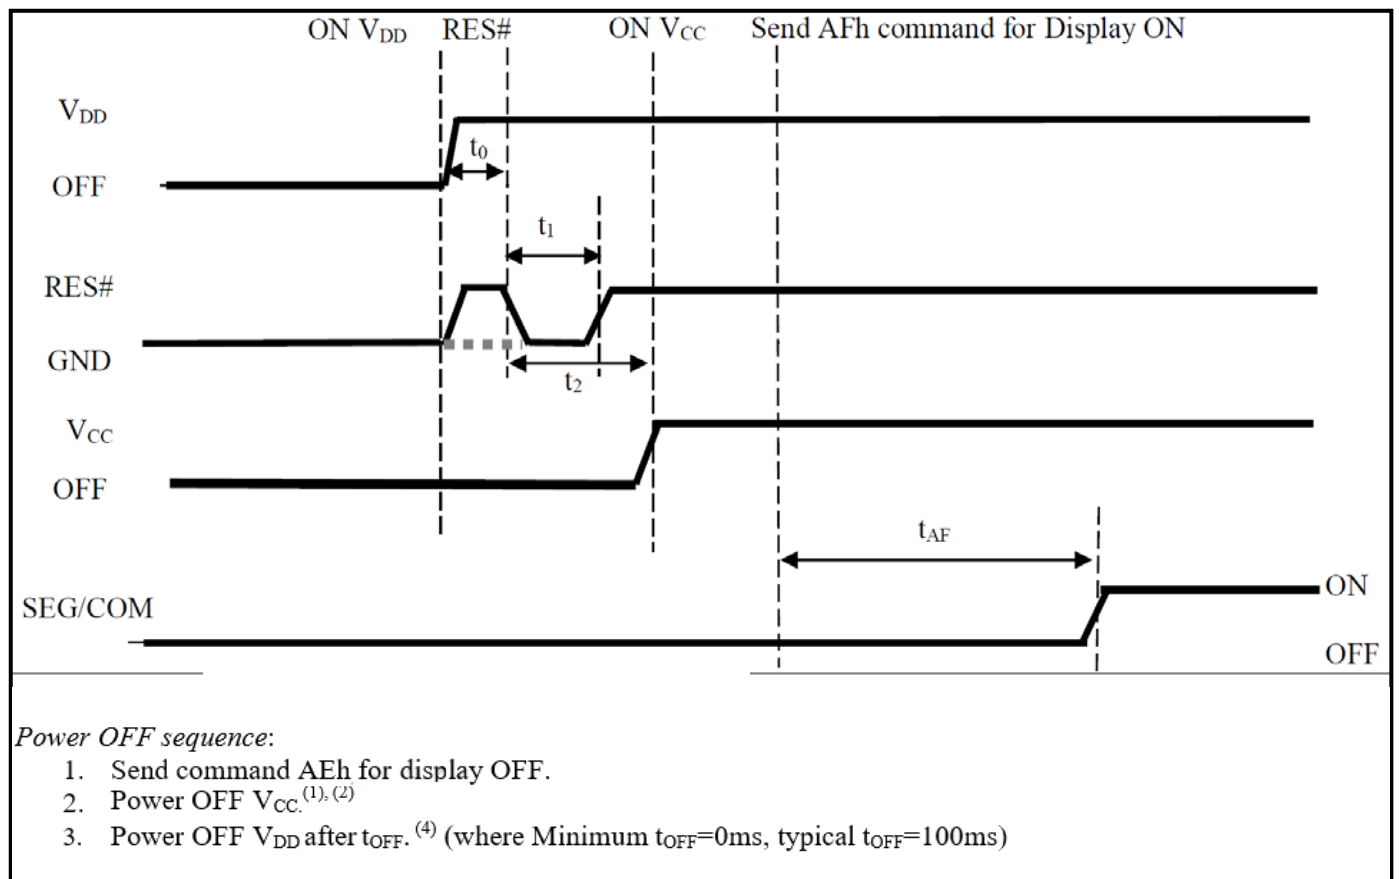 ON VDD RES# ON VCC Send AFh command for Display ON
VDD
t0
OFF
t1
RES#
GND
t2
VCC
OFF
tAF
ON
SEG/COM
OFF
Power OFF sequence:
1. Send command AEh for display OFF.
2. Power OFF VCC.(1), (2)
3. Power OFF VDD after tOFF. (4) (where Minimum tOFF=0ms, typical tOFF=100ms)